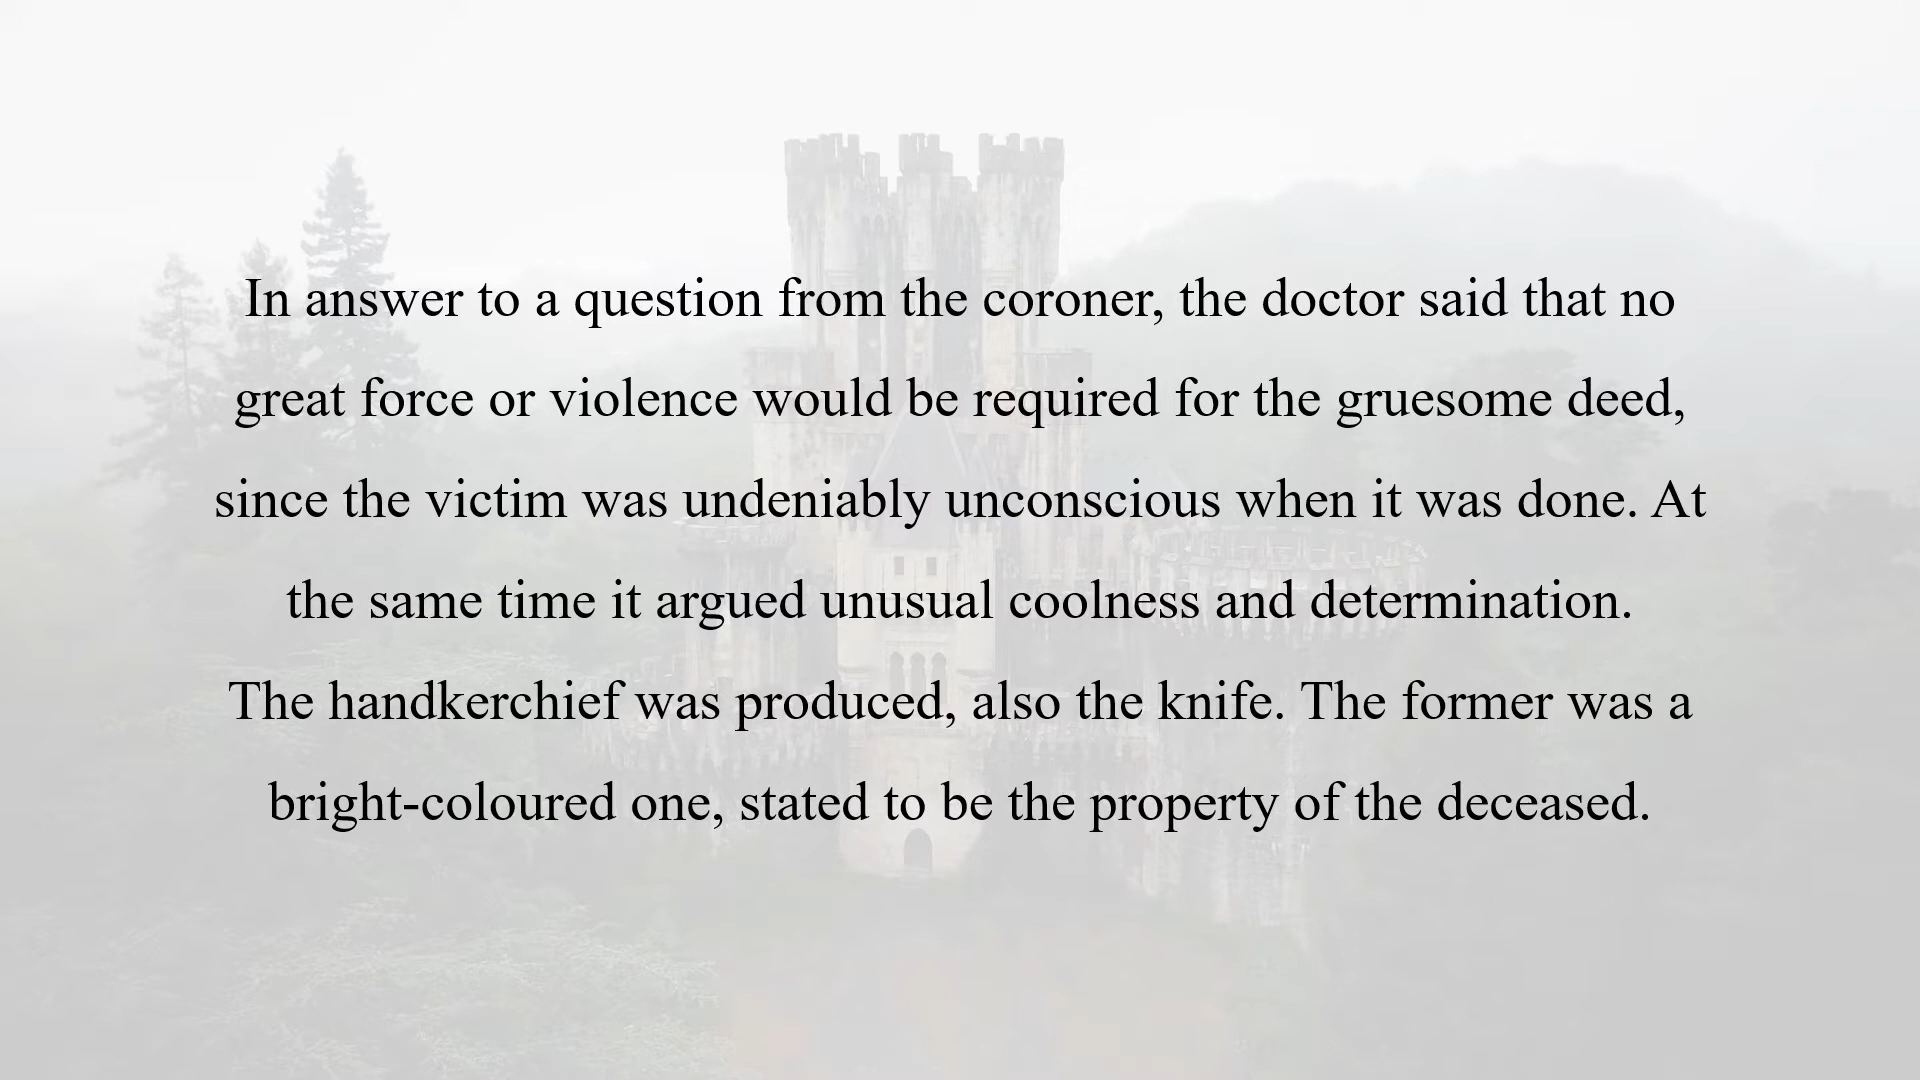 In answer to a question from the coroner, the doctor said that no
great force or violence would be required for the gruesome deed,
since the victim was undeniably unconscious when it was done. At
the same time it argued unusual coolness and determination.
The handkerchief was produced, also the knife. The former was a
bright-coloured one, stated to be the property of the deceased.